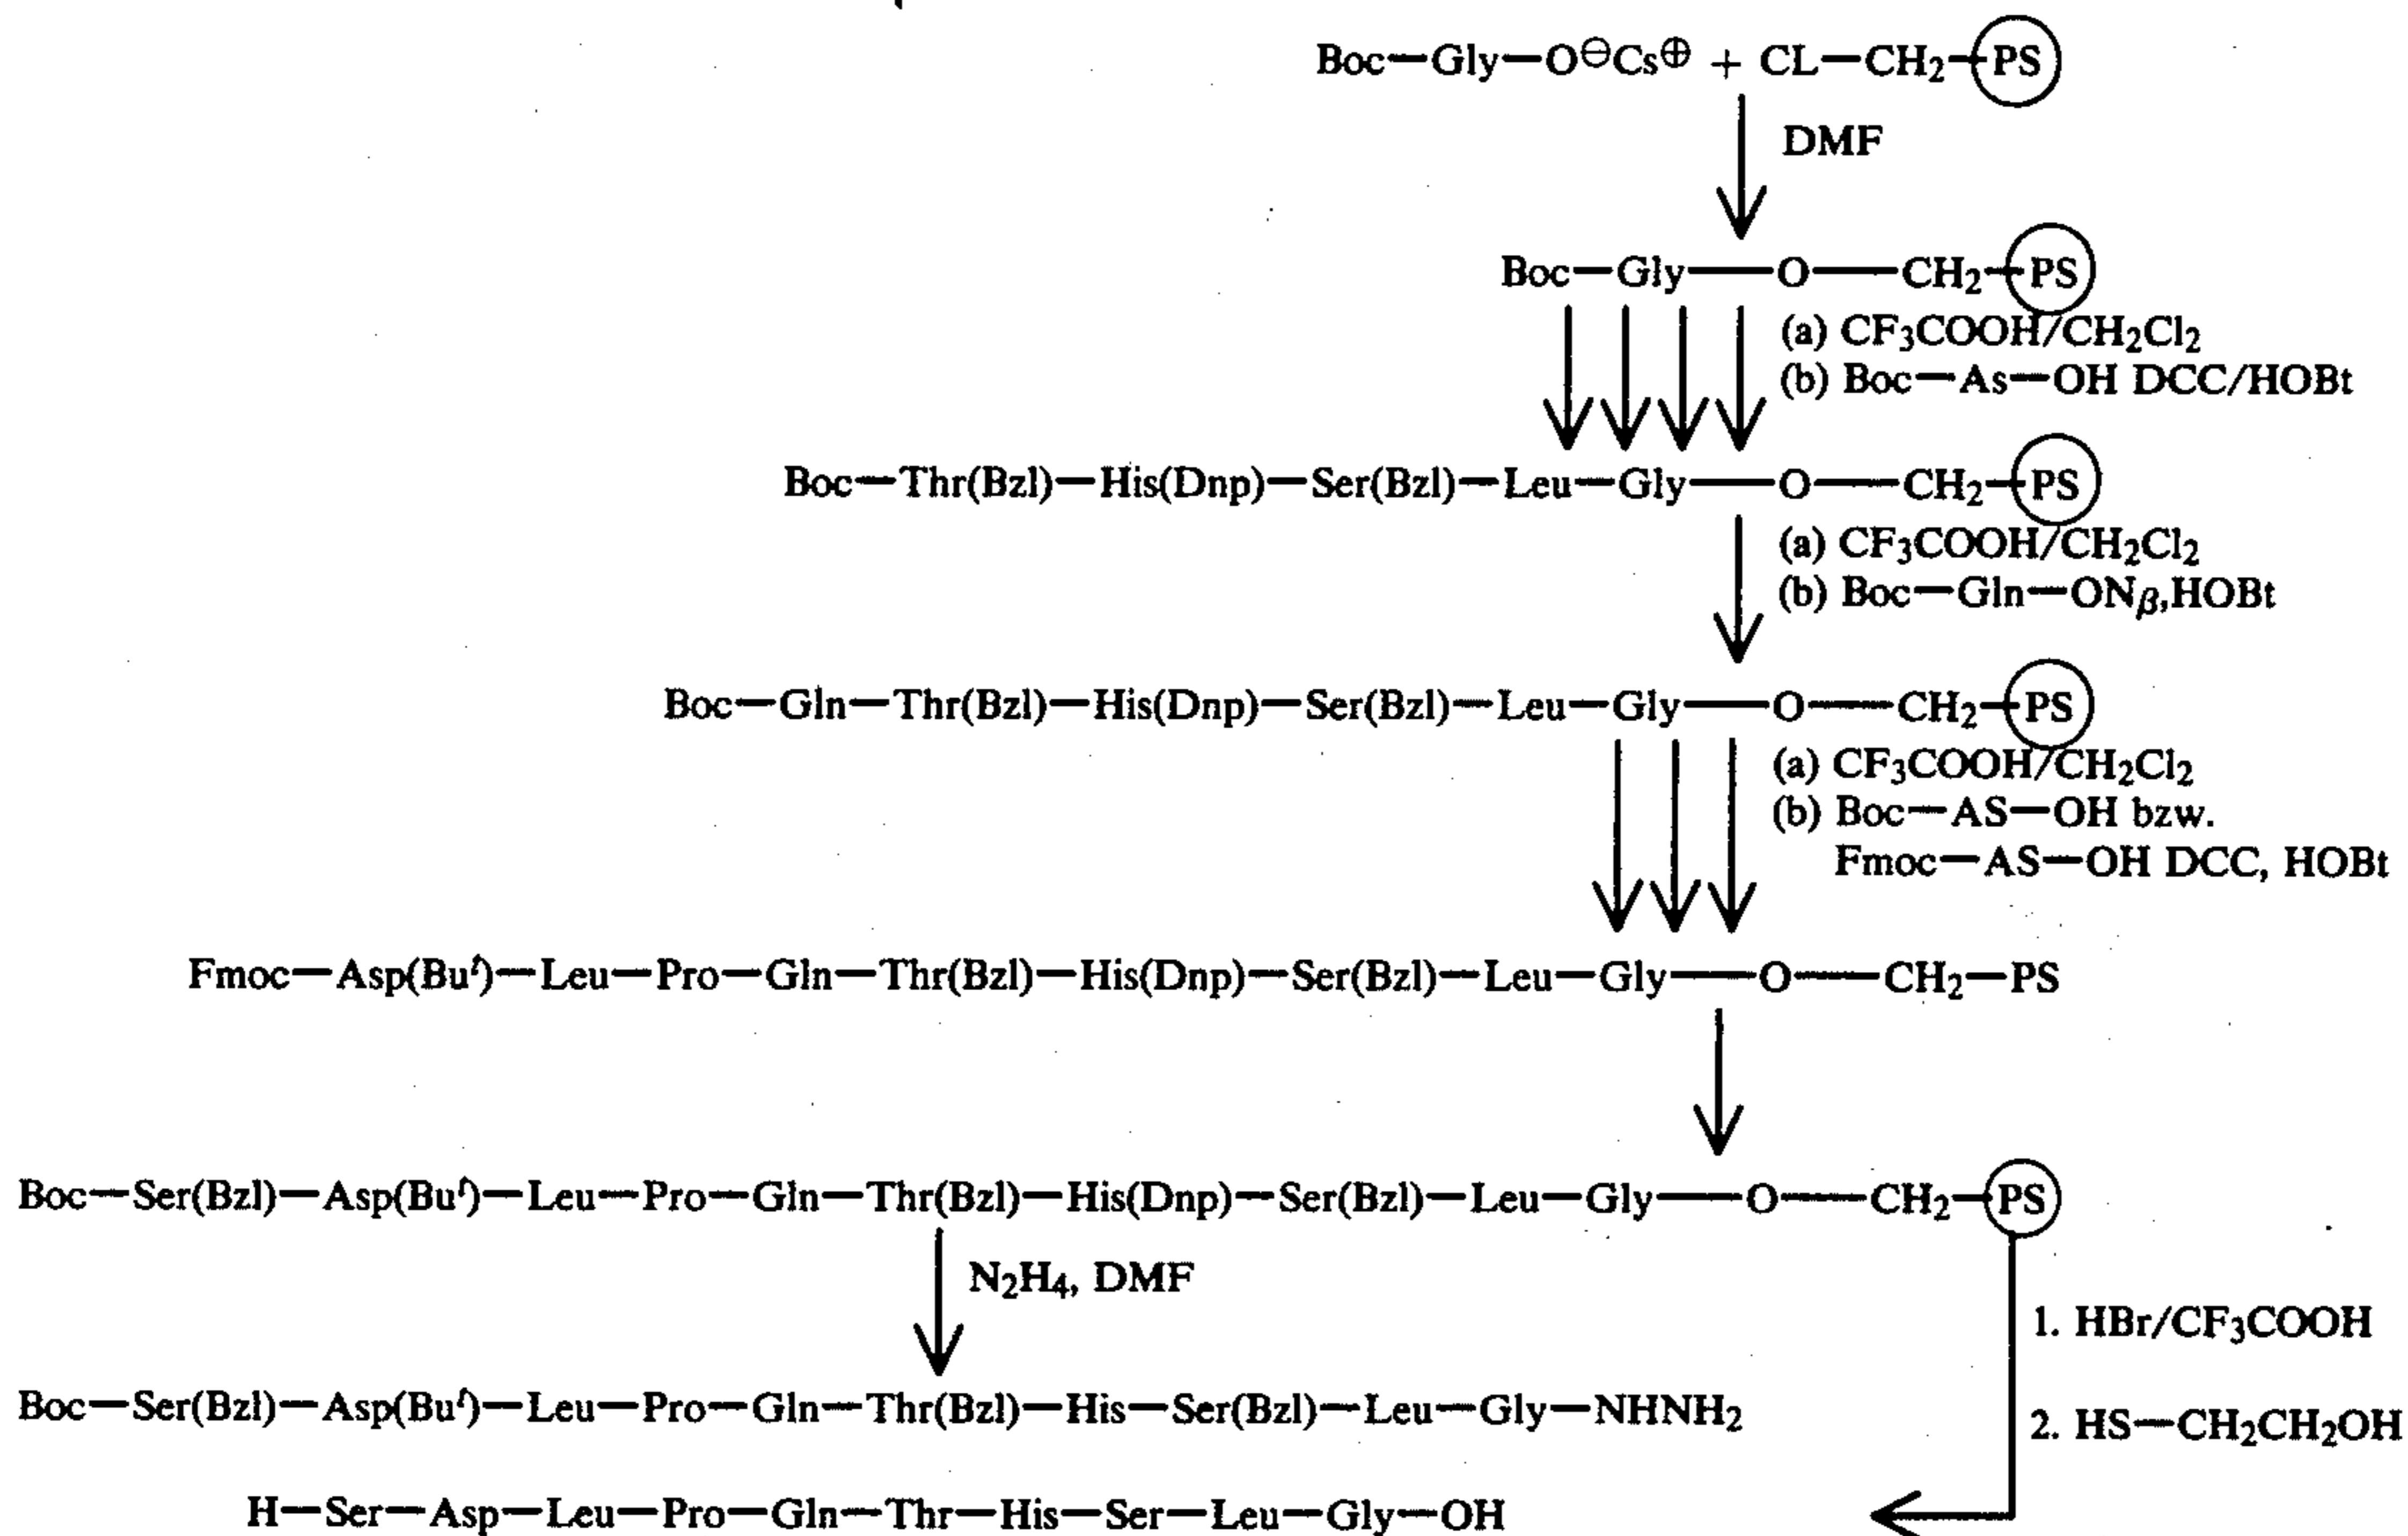 Boc—Gly—O⊖Cs⊕ + CL—CH₂—PS
DMF
Boc—Gly—O—CH₂—PS
(a) CF₃COOH/CH₂Cl₂
(b) Boc—As—OH DCC/HOBt
Boc—Thr(Bzl)—His(Dnp)—Ser(Bzl)—Leu—Gly—O—CH₂—PS
(a) CF₃COOH/CH₂Cl₂
(b) Boc—Gln—ONβ,HOBt
Boc—Gln—Thr(Bzl)—His(Dnp)—Ser(Bzl)—Leu—Gly—O—CH₂—PS
(a) CF₃COOH/CH₂Cl₂
(b) Boc—AS—OH bzw.
Fmoc—AS—OH DCC, HOBt
Fmoc—Asp(Buᵗ)—Leu—Pro—Gln—Thr(Bzl)—His(Dnp)—Ser(Bzl)—Leu—Gly—O—CH₂—PS
Boc—Ser(Bzl)—Asp(Buᵗ)—Leu—Pro—Gln—Thr(Bzl)—His(Dnp)—Ser(Bzl)—Leu—Gly—O—CH₂—PS
N₂H₄, DMF
1. HBr/CF₃COOH
Boc—Ser(Bzl)—Asp(Buᵗ)—Leu—Pro—Gln—Thr(Bzl)—His—Ser(Bzl)—Leu—Gly—NHNH₂
2. HS—CH₂CH₂OH
H—Ser—Asp—Leu—Pro—Gln—Thr—His—Ser—Leu—Gly—OH